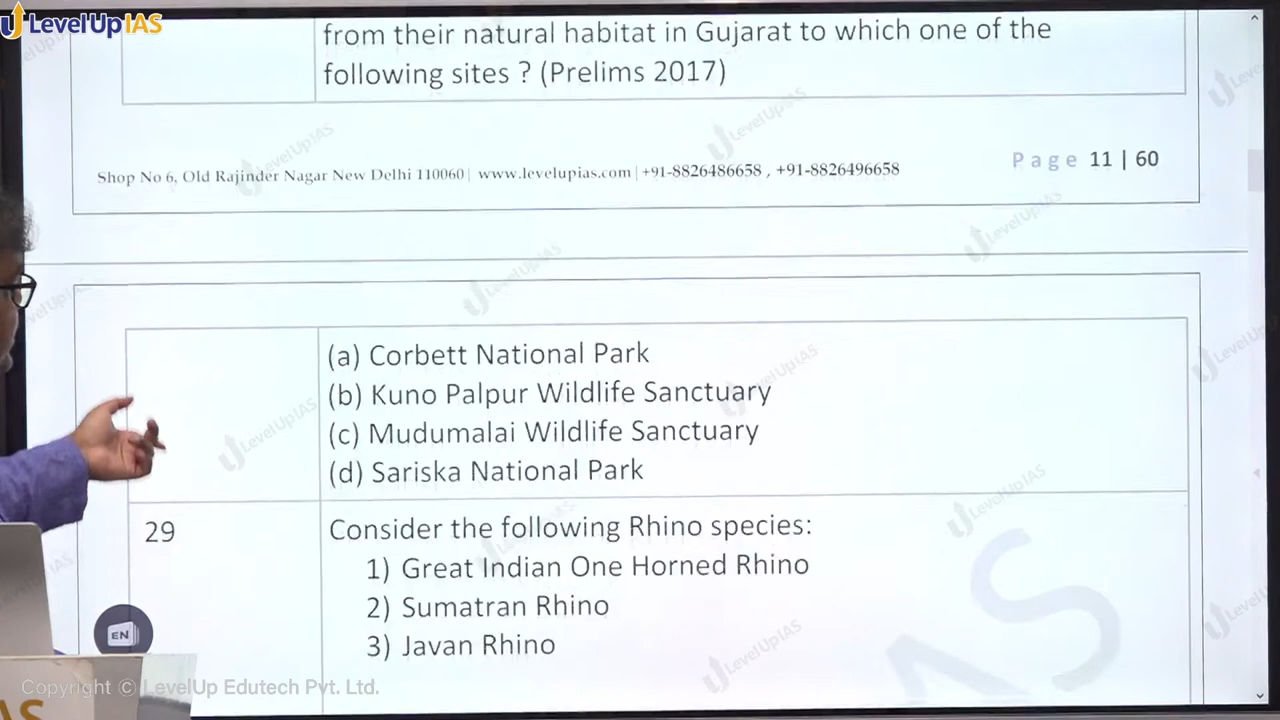 LevelUp IAS
from their natural habitat in Gujarat to which one of the
following sites ? (Prelims 2017)
Shop No 6, Old Rajinder Nagar New Delhi 110060| www.levelupias.com | +91-8826486658 , +91-8826496658
Page 11 | 60
(a) Corbett National Park
(b) Kuno Palpur Wildlife Sanctuary
(c) Mudumalai Wildlife Sanctuary
(d) Sariska National Park
29
Consider the following Rhino species:
1) Great Indian One Horned Rhino
2) Sumatran Rhino
3) Javan Rhino
EN
Copyright © LevelUp Edutech Pvt. Ltd.
AS